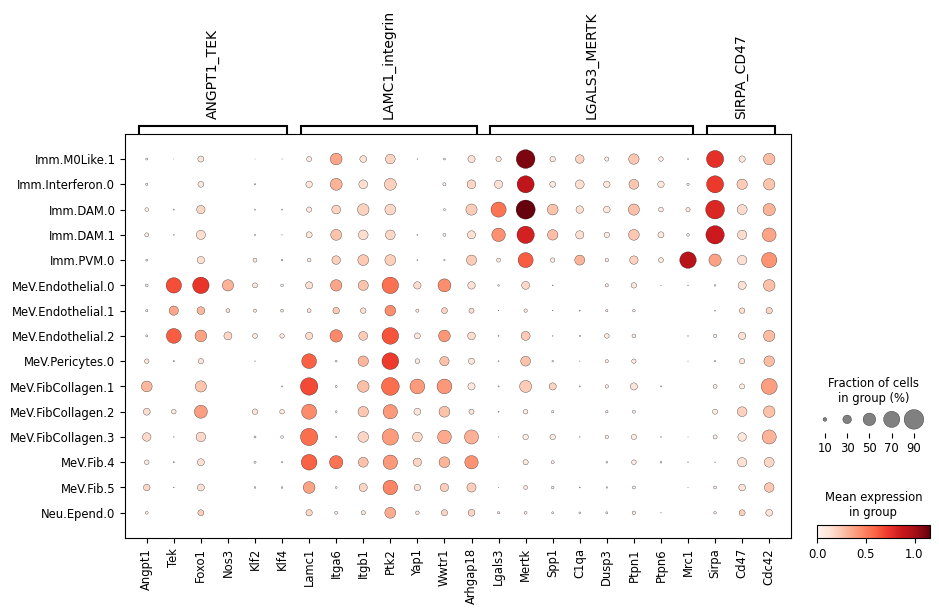 ANGPT1_TEK
LAMC1_integrin
LGALS3_MERTK
SIRPA_CD47
Imm.M0Like.1
Imm.Interferon.0
Imm.DAM.0
Imm.DAM.1
Imm.PVM.0
MeV.Endothelial.0
MeV.Endothelial.1
MeV.Endothelial.2
MeV.Pericytes.0
MeV.FibCollagen.1
MeV.FibCollagen.2
MeV.FibCollagen.3
MeV.Fib.4
MeV.Fib.5
Neu.Epend.0
Angpt1
Tek
Foxo1
Nos3
Klf2
Klf4
Lamc1
Itga6
Itgb1
Ptk2
Yap1
Wwtr1
Arhgap18
Lgals3
Mertk
Spp1
C1qa
Dusp3
Ptpn1
Ptpn6
Mrc1
Sirpa
Cd47
Cdc42
Fraction of cells
in group (%)
10 30 50 70 90
Mean expression
in group
0.0 0.5 1.0